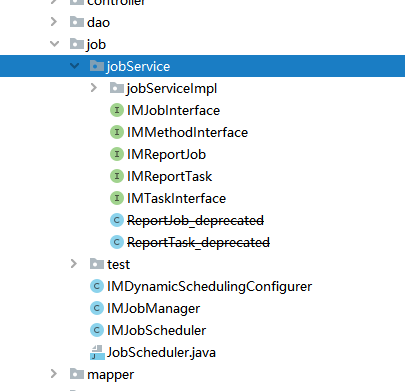 controller
dao
job
jobService
jobServiceImpl
IMJobInterface
IMMethodInterface
IMReportJob
IMReportTask
IMTaskInterface
ReportJob_deprecated
ReportTask_deprecated
test
IMDynamicSchedulingConfigurer
IMJobManager
IMJobScheduler
JobScheduler.java
mapper